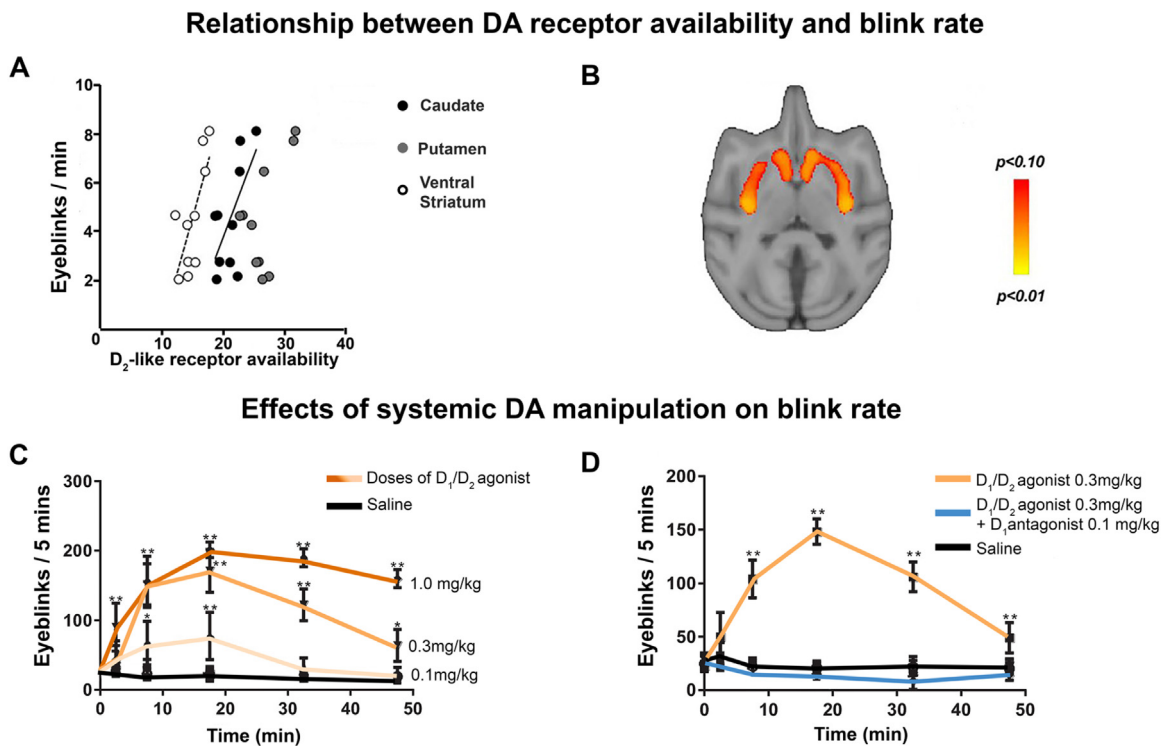 Relationship between DA receptor availability and blink rate
A
10
8
6
4
2
0
0
10
20
30
40
Eyeblinks / min
D₂-like receptor availability
Caudate
Putamen
Ventral
Striatum
B
p<0.10
p<0.01
Effects of systemic DA manipulation on blink rate
C
300
200
100
0
0
10
20
30
40
50
Eyeblinks / 5 mins
Time (min)
Doses of D₁/D₂ agonist
Saline
**
**
*
**
**
**
**
**
**
*
1.0 mg/kg
0.3mg/kg
0.1mg/kg
D
200
150
100
50
0
0
10
20
30
40
50
Eyeblinks / 5 mins
Time (min)
D₁/D₂ agonist 0.3mg/kg
D₁/D₂ agonist 0.3mg/kg
+ D₁antagonist 0.1 mg/kg
Saline
**
**
**
**